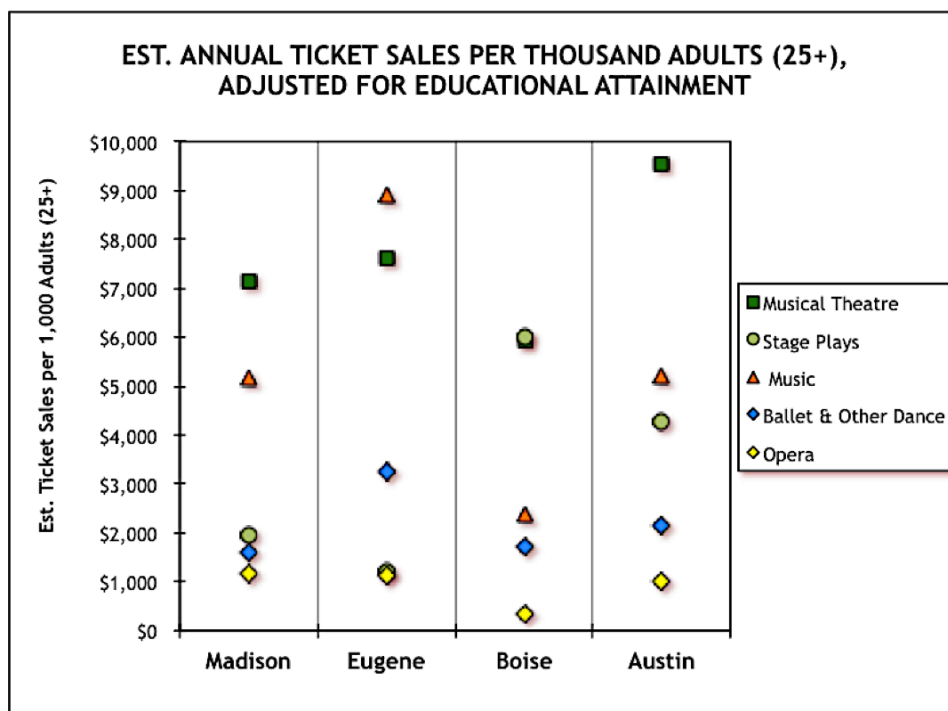 EST. ANNUAL TICKET SALES PER THOUSAND ADULTS (25+),
ADJUSTED FOR EDUCATIONAL ATTAINMENT
Est. Ticket Sales per 1,000 Adults (25+)
$10,000
$9,000
$8,000
$7,000
$6,000
$5,000
$4,000
$3,000
$2,000
$1,000
$0
Madison
Eugene
Boise
Austin
Musical Theatre
Stage Plays
Music
Ballet & Other Dance
Opera